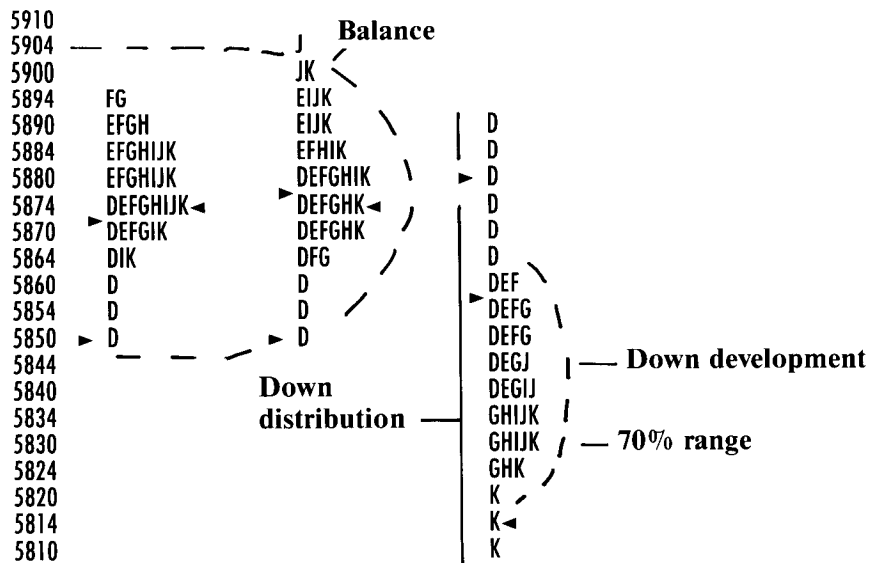 5910
5904 J Balance
5900 JK
5894 FG EIJK
5890 EFGH EIJK D
5884 EFGHIJK EFHIK D
5880 EFGHIJK DEFGHIK D
5874 DEFGHIJK DEFGHK D
5870 DEFGIK DEFGHK D
5864 DIK DFG D
5860 D D DEF
5854 D D DEFG
5850 D D DEFG
5844 DEGJ Down development
5840 Down DEGIJ
5834 distribution GHIJK
5830 GHIJK 70% range
5824 GHK
5820 K
5814 K
5810 K